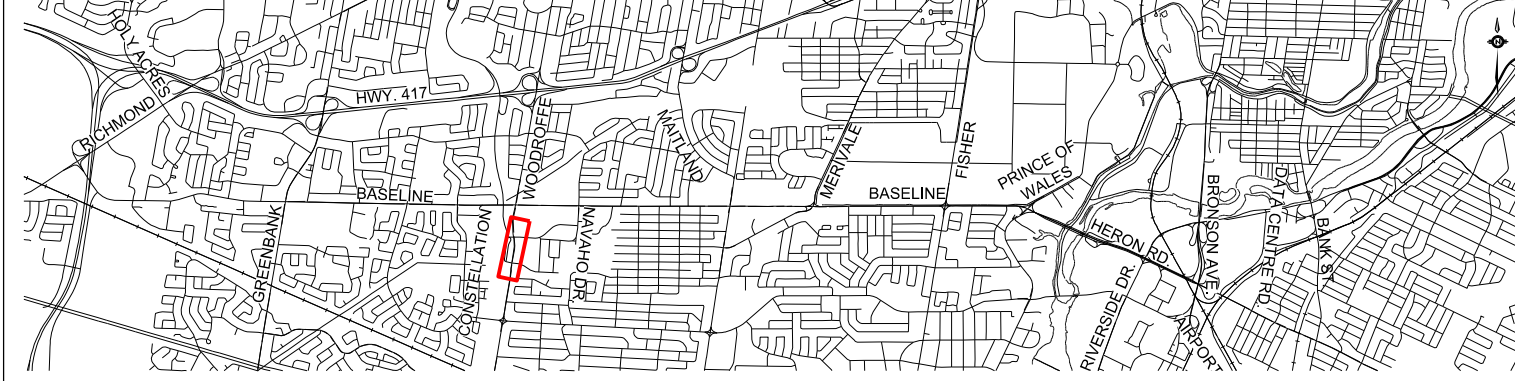 HOLY ACRES
RICHMOND
HWY. 417
WOODROFFE
MAITLAND
MERIVALE
FISHER
PRINCE OF
WALES
BASELINE
BASELINE
GREENBANK
CONSTELLATION
NAVAHO DR.
HERON RD.
BRONSON AVE.
DATA CENTRE RD.
BANK ST.
RIVERSIDE DR.
AIRPORT
N